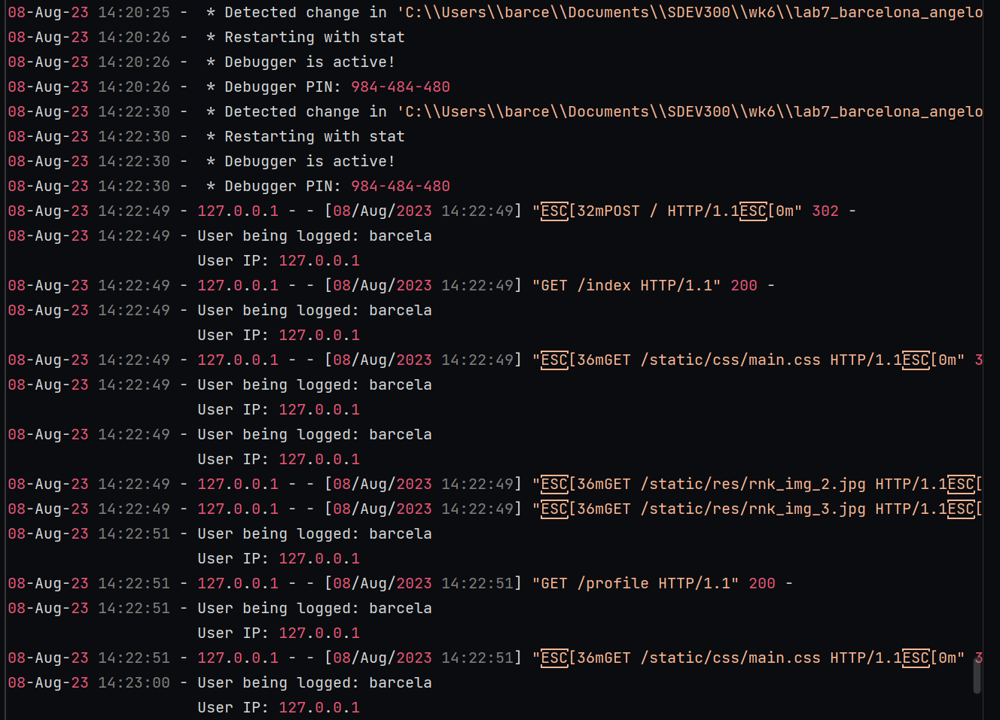 08-Aug-23 14:20:25 -  * Detected change in 'C:\\Users\\barce\\Documents\\SDEV300\\wk6\\lab7_barcelona_angelo
08-Aug-23 14:20:26 -  * Restarting with stat
08-Aug-23 14:20:26 -  * Debugger is active!
08-Aug-23 14:20:26 -  * Debugger PIN: 984-484-480
08-Aug-23 14:22:30 -  * Detected change in 'C:\\Users\\barce\\Documents\\SDEV300\\wk6\\lab7_barcelona_angelo
08-Aug-23 14:22:30 -  * Restarting with stat
08-Aug-23 14:22:30 -  * Debugger is active!
08-Aug-23 14:22:30 -  * Debugger PIN: 984-484-480
08-Aug-23 14:22:49 - 127.0.0.1 - - [08/Aug/2023 14:22:49] "ESC[32mPOST / HTTP/1.1ESC[0m" 302 -
08-Aug-23 14:22:49 - User being logged: barcela
User IP: 127.0.0.1
08-Aug-23 14:22:49 - 127.0.0.1 - - [08/Aug/2023 14:22:49] "GET /index HTTP/1.1" 200 -
08-Aug-23 14:22:49 - User being logged: barcela
User IP: 127.0.0.1
08-Aug-23 14:22:49 - 127.0.0.1 - - [08/Aug/2023 14:22:49] "ESC[36mGET /static/css/main.css HTTP/1.1ESC[0m" 3
08-Aug-23 14:22:49 - User being logged: barcela
User IP: 127.0.0.1
08-Aug-23 14:22:49 - User being logged: barcela
User IP: 127.0.0.1
08-Aug-23 14:22:49 - 127.0.0.1 - - [08/Aug/2023 14:22:49] "ESC[36mGET /static/res/rnk_img_2.jpg HTTP/1.1ESC[
08-Aug-23 14:22:49 - 127.0.0.1 - - [08/Aug/2023 14:22:49] "ESC[36mGET /static/res/rnk_img_3.jpg HTTP/1.1ESC[
08-Aug-23 14:22:51 - User being logged: barcela
User IP: 127.0.0.1
08-Aug-23 14:22:51 - 127.0.0.1 - - [08/Aug/2023 14:22:51] "GET /profile HTTP/1.1" 200 -
08-Aug-23 14:22:51 - User being logged: barcela
User IP: 127.0.0.1
08-Aug-23 14:22:51 - 127.0.0.1 - - [08/Aug/2023 14:22:51] "ESC[36mGET /static/css/main.css HTTP/1.1ESC[0m" 3
08-Aug-23 14:23:00 - User being logged: barcela
User IP: 127.0.0.1